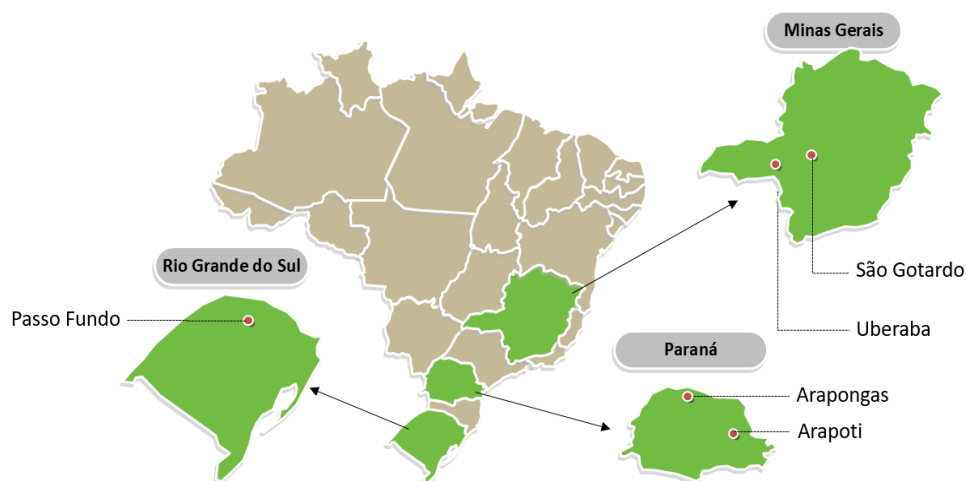 Minas Gerais
São Gotardo
Uberaba
Rio Grande do Sul
Passo Fundo
Paraná
Arapongas
Arapoti